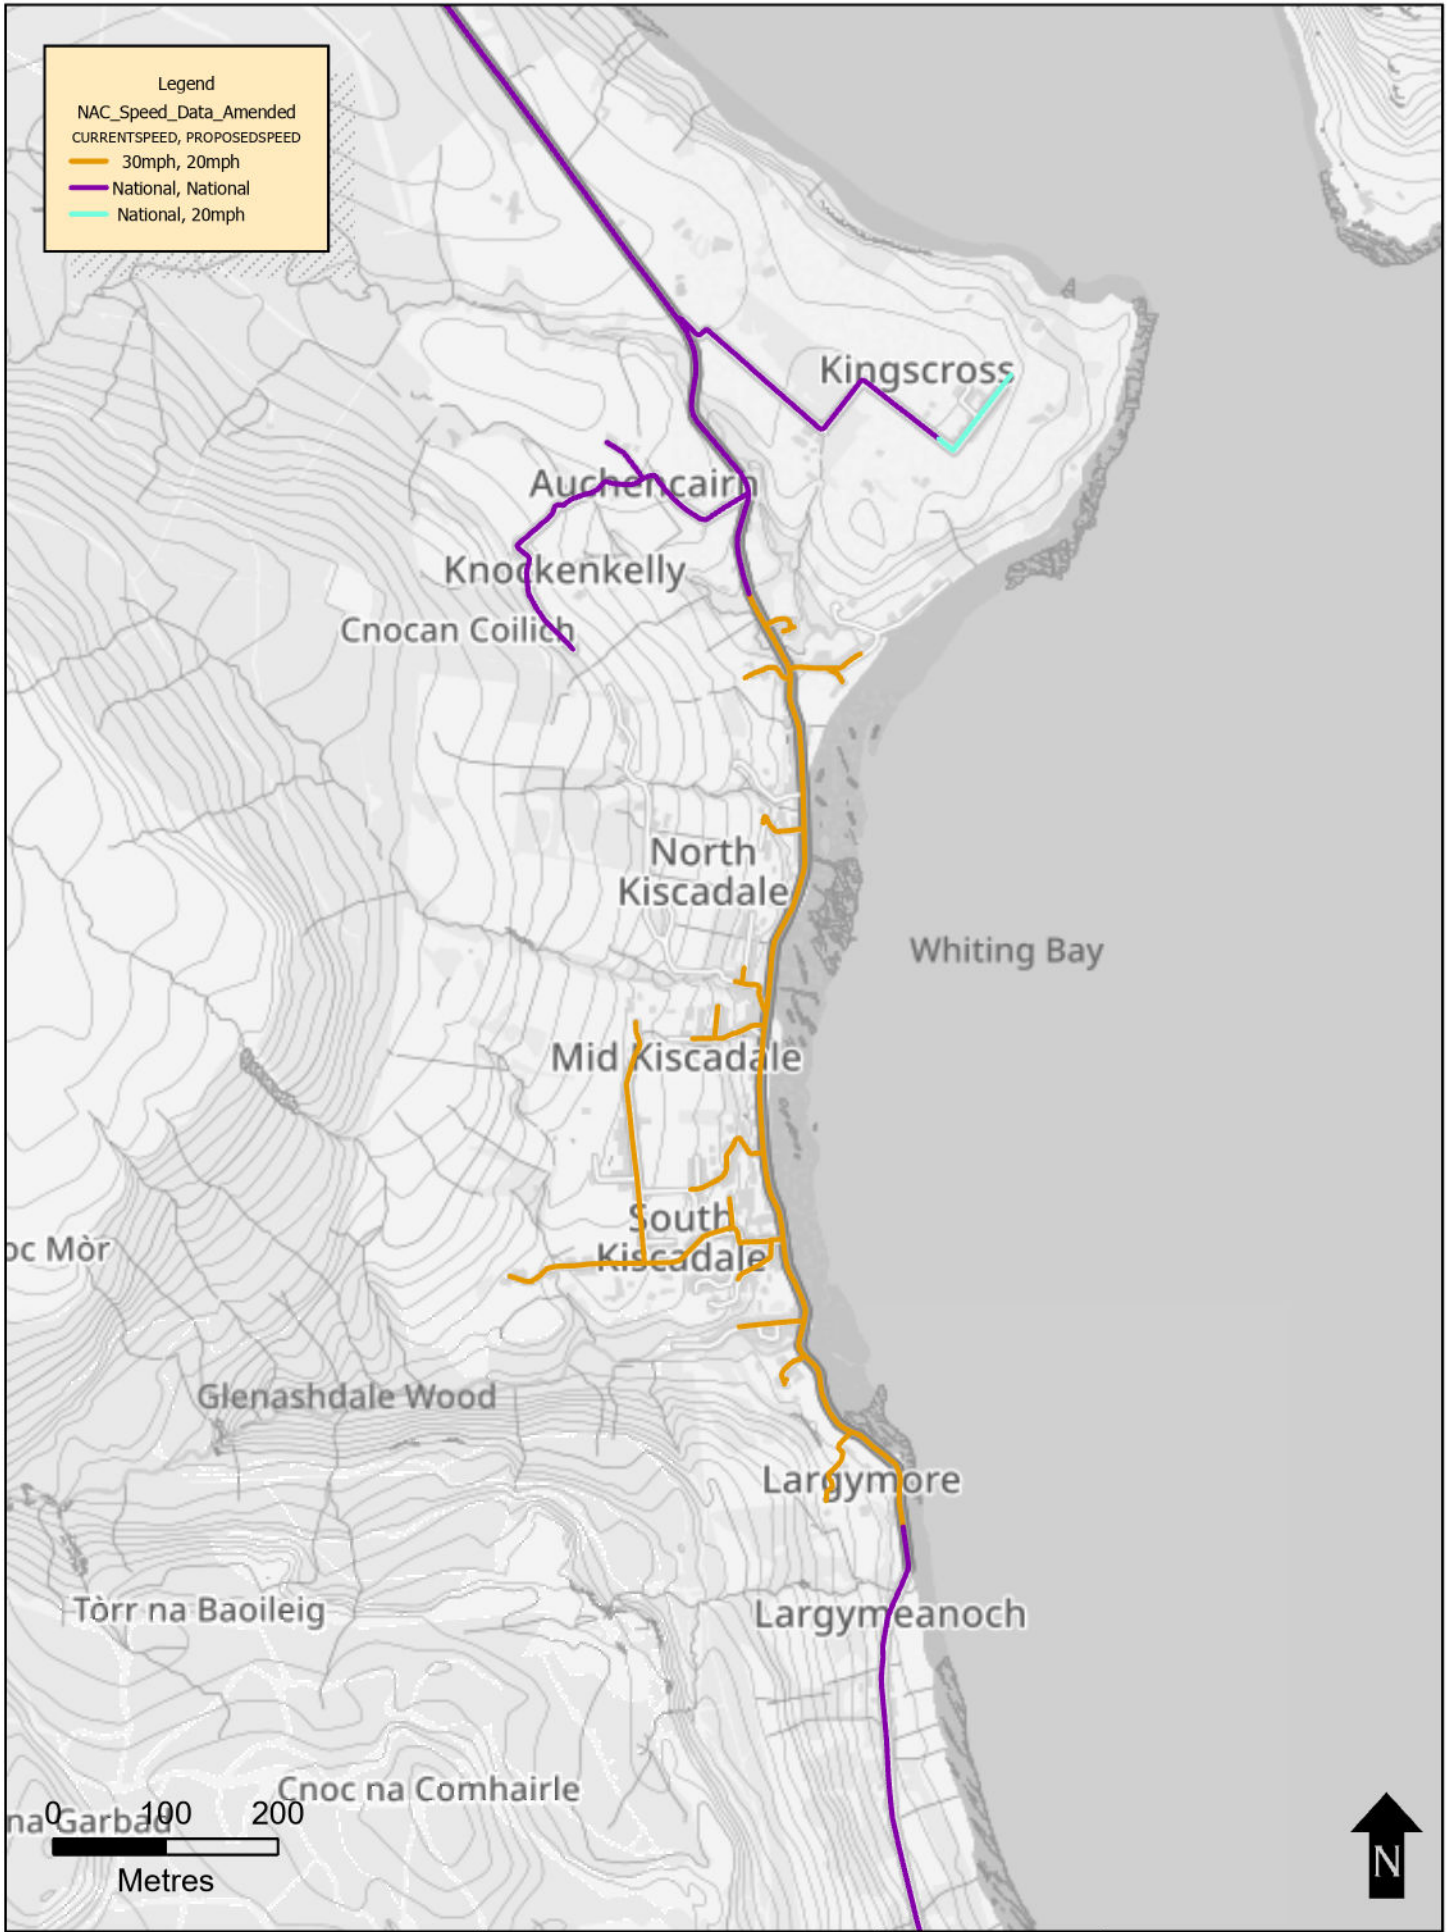 Legend
NAC_Speed_Data_Amended
CURRENTSPEED, PROPOSEDSPEED
30mph, 20mph
National, National
National, 20mph
Kingscross
Auchencairn
Knockenkelly
Cnocan Coilich
North
Kiscadale
Whiting Bay
Mid Kiscadale
South
Kiscadale
oc Mòr
Glenashdale Wood
Largymore
Tòrr na Baoileig
Largymeanoch
Cnoc na Comhairle
na Garbad
0 100 200
Metres
N